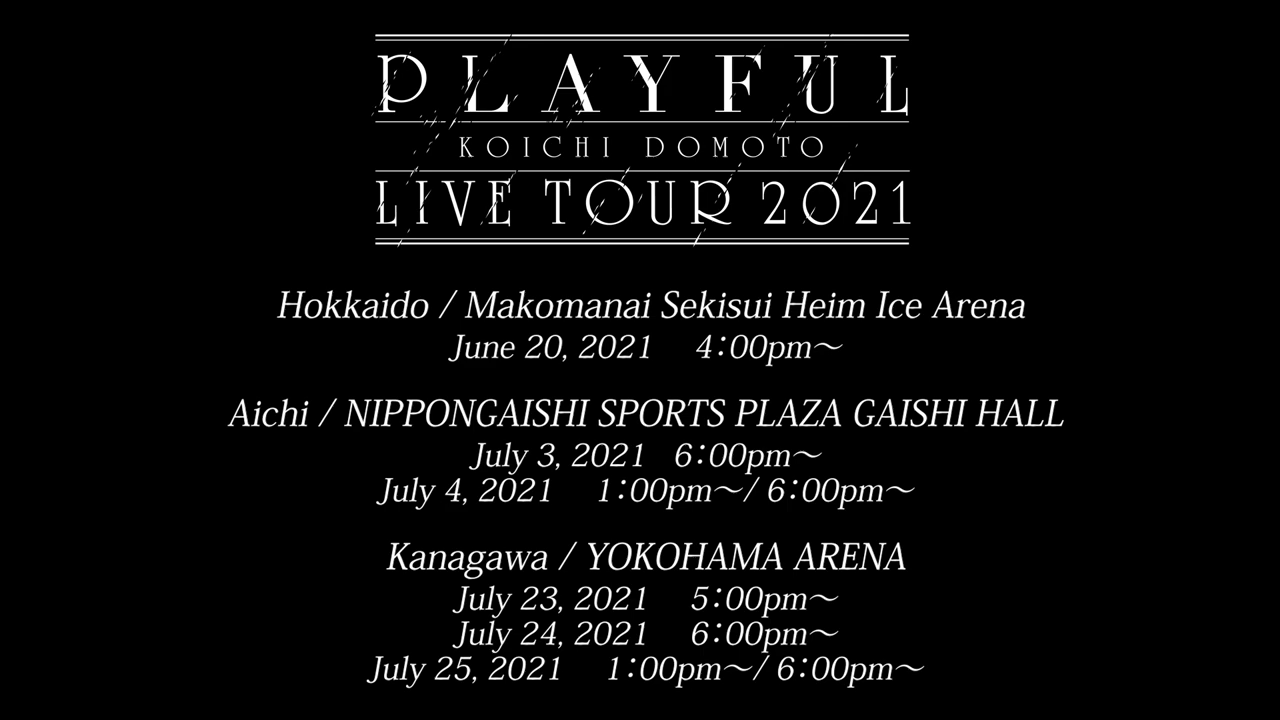 PLAYFUL
KOICHI DOMOTO
LIVE TOUR 2021
Hokkaido / Makomanai Sekisui Heim Ice Arena
June 20, 2021 4:00pm～
Aichi / NIPPONGAISHI SPORTS PLAZA GAISHI HALL
July 3, 2021 6:00pm～
July 4, 2021 1:00pm～/ 6:00pm～
Kanagawa / YOKOHAMA ARENA
July 23, 2021 5:00pm～
July 24, 2021 6:00pm～
July 25, 2021 1:00pm～/ 6:00pm～